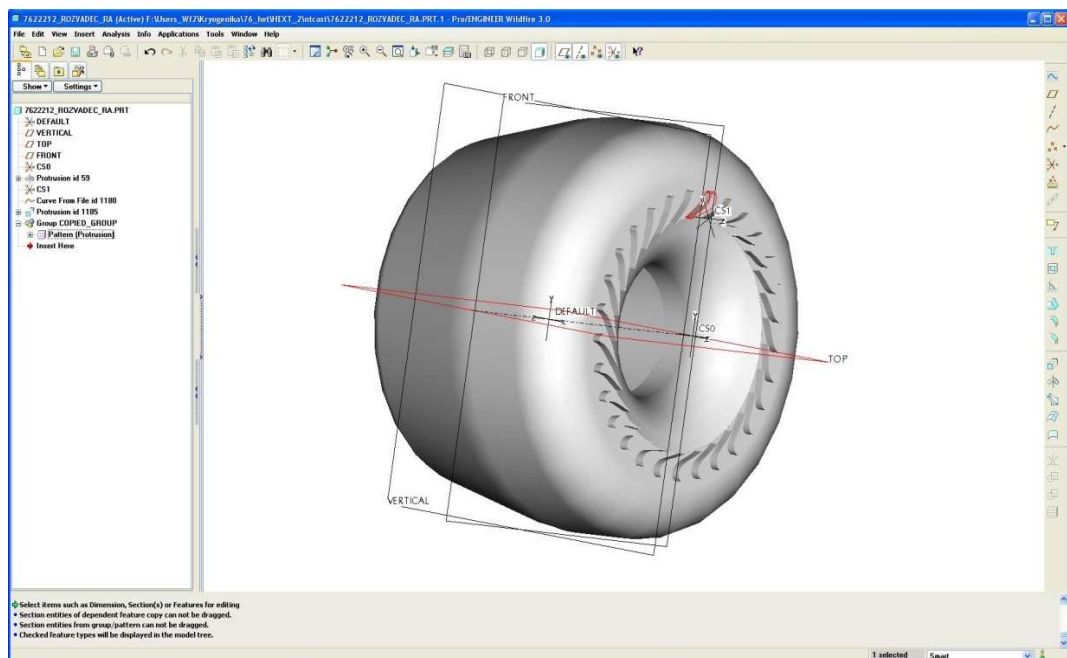 7622212_ROZVADEC_RA (Active) F:\Users_Wf2\Kryogenika\76_het\HEXT_2\ntcast\7622212_ROZVADEC_RA.PRT.1 - Pro/ENGINEER Wildfire 3.0
File Edit View Insert Analysis Info Applications Tools Window Help
Show Settings
7622212_ROZVADEC_RA.PRT
DEFAULT
VERTICAL
TOP
FRONT
CS0
Protrusion id 59
CS1
Curve From File id 1180
Protrusion id 1185
Group COPIED_GROUP
Pattern (Protrusion)
Insert Here
FRONT
X
CS1
Z
Y
DEFAULT
Y
CS0
Z
TOP
VERTICAL
Select items such as Dimension, Section(s) or Features for editing
Section entities of dependent feature copy can not be dragged.
Section entities from group/pattern can not be dragged.
Checked feature types will be displayed in the model tree.
1 selected Smart